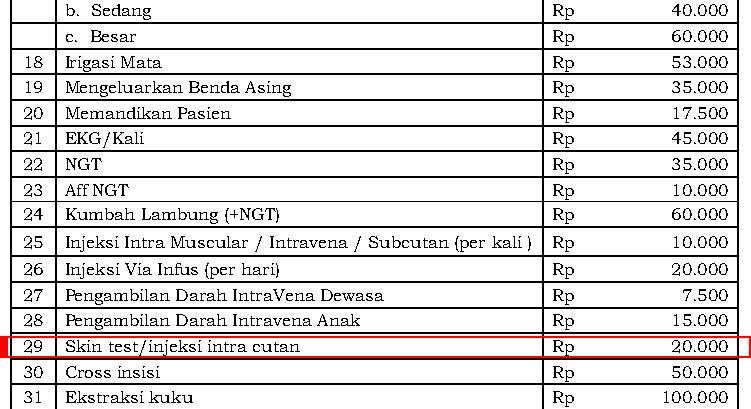 b. Sedang Rp 40.000
c. Besar Rp 60.000
18 Irigasi Mata Rp 53.000
19 Mengeluarkan Benda Asing Rp 35.000
20 Memandikan Pasien Rp 17.500
21 EKG/Kali Rp 45.000
22 NGT Rp 35.000
23 Aff NGT Rp 10.000
24 Kumbah Lambung (+NGT) Rp 60.000
25 Injeksi Intra Muscular / Intravena / Subcutan (per kali ) Rp 10.000
26 Injeksi Via Infus (per hari) Rp 20.000
27 Pengambilan Darah IntraVena Dewasa Rp 7.500
28 Pengambilan Darah Intravena Anak Rp 15.000
29 Skin test/injeksi intra cutan Rp 20.000
30 Cross insisi Rp 50.000
31 Ekstraksi kuku Rp 100.000